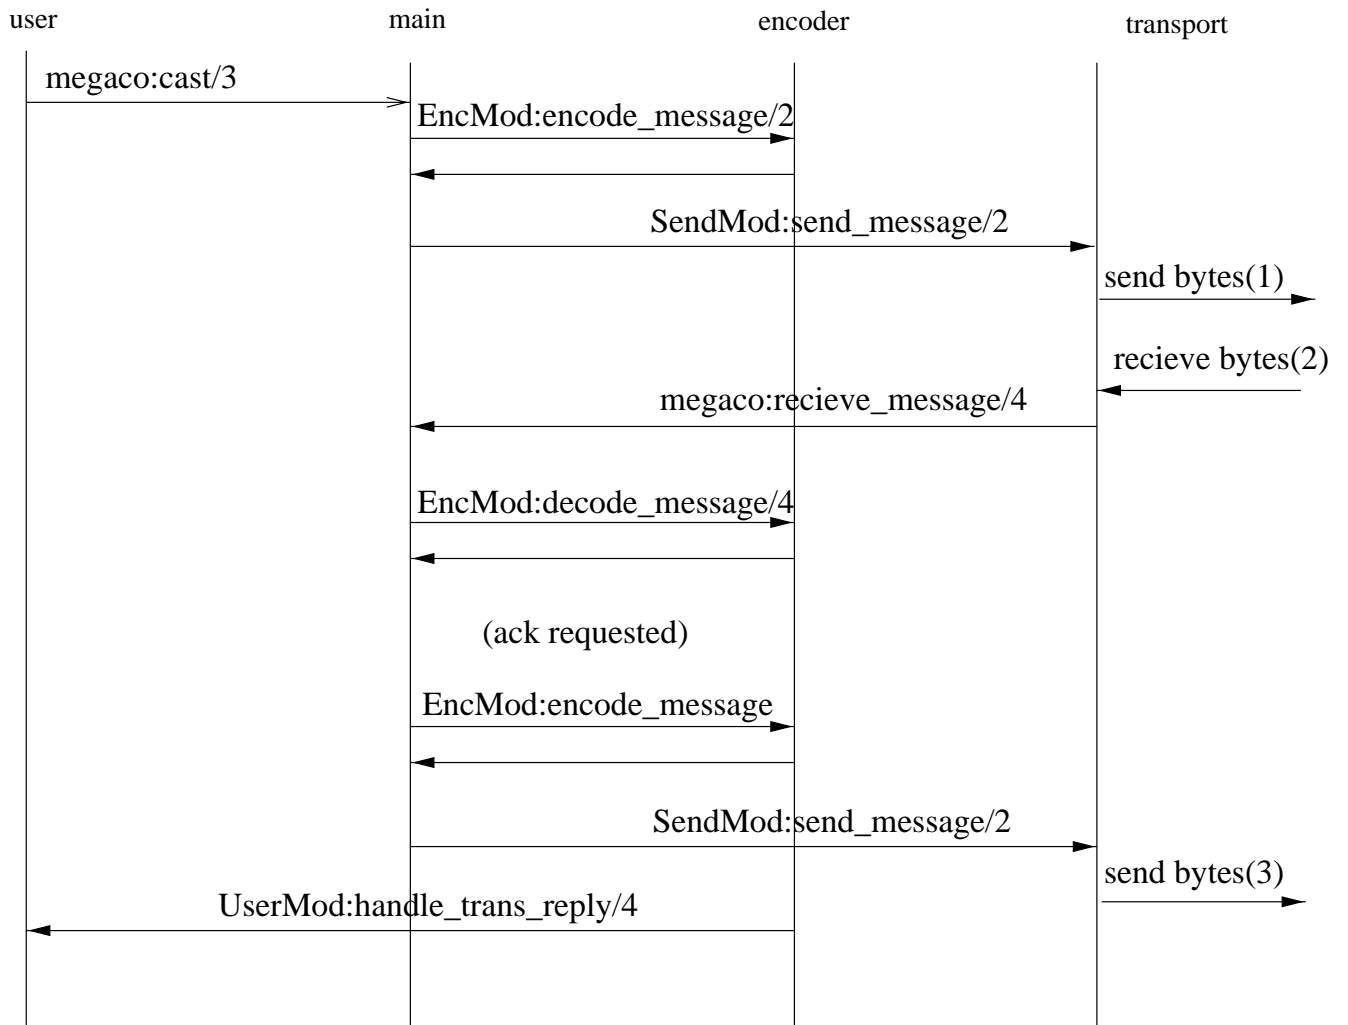 user
main
encoder
transport
megaco:cast/3
EncMod:encode_message/2
SendMod:send_message/2
send bytes(1)
recieve bytes(2)
megaco:recieve_message/4
EncMod:decode_message/4
(ack requested)
EncMod:encode_message
SendMod:send_message/2
send bytes(3)
UserMod:handle_trans_reply/4